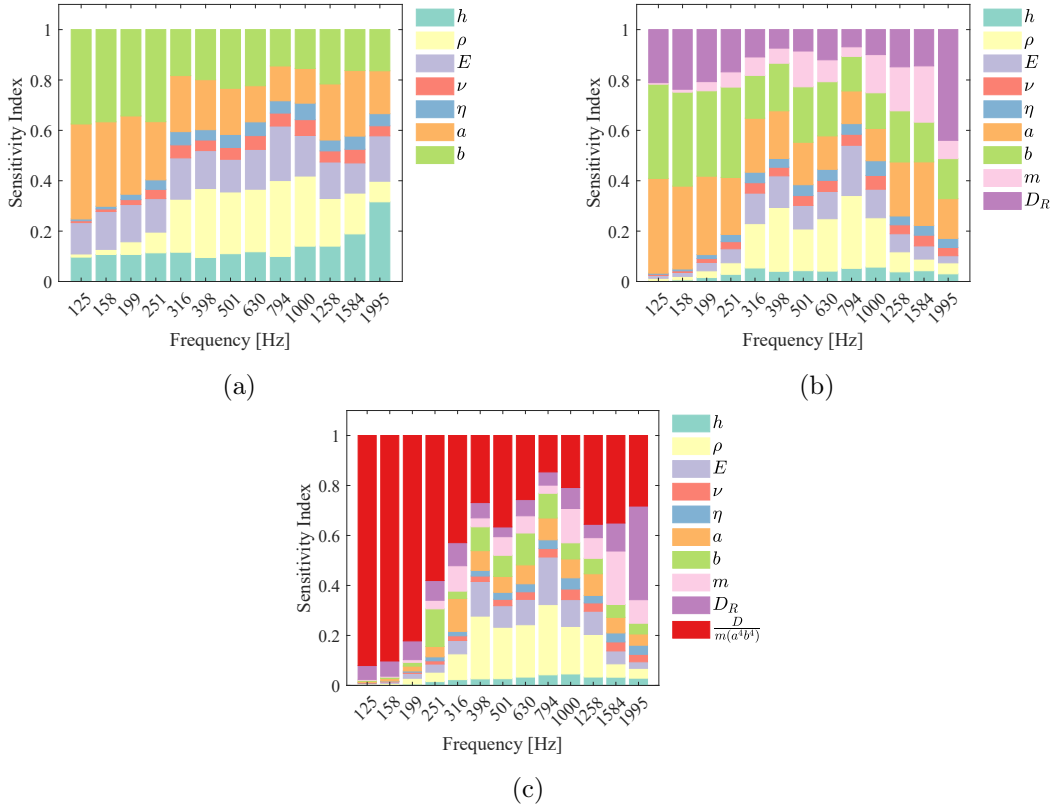 1
0.8
0.6
0.4
0.2
0
Sensitivity Index
125 158 199 251 316 398 501 630 794 1000 1258 1584 1995
Frequency [Hz]
h
ρ
E
ν
η
a
b
(a)
1
0.8
0.6
0.4
0.2
0
Sensitivity Index
125 158 199 251 316 398 501 630 794 1000 1258 1584 1995
Frequency [Hz]
h
ρ
E
ν
η
a
b
m
D_R
(b)
1
0.8
0.6
0.4
0.2
0
Sensitivity Index
125 158 199 251 316 398 501 630 794 1000 1258 1584 1995
Frequency [Hz]
h
ρ
E
ν
η
a
b
m
D_R
D
m(a⁴b⁴)
(c)